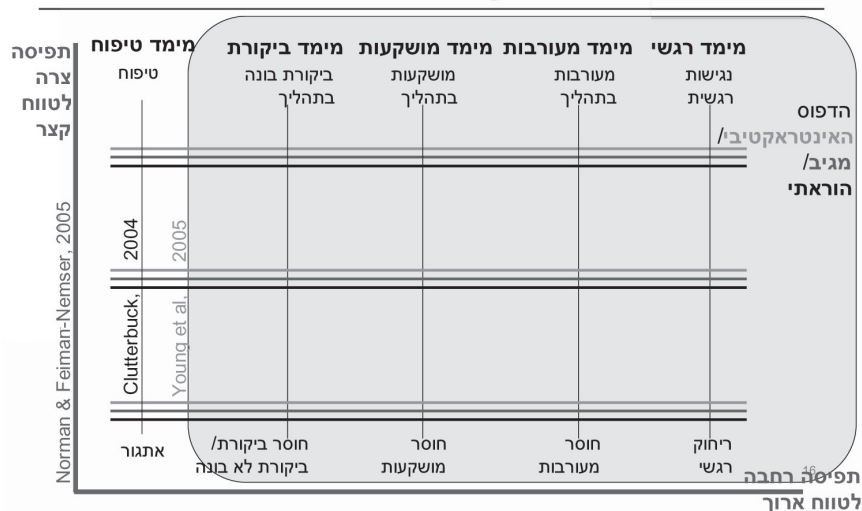 מימד רגשי
מימד מעורבות
מימד מושקעות
מימד ביקורת
מימד טיפוח
נגישות
רגשית
מעורבות
בתהליך
מושקעות
בתהליך
ביקורת בונה
בתהליך
טיפוח
תפיסה
צרה
לטווח
קצר
הדפוס
האינטראקטיבי/
מגיב/
הוראתי
Norman & Feiman-Nemser, 2005
Clutterbuck, 2004
Young et al, 2005
ריחוק
רגשי
חוסר
מעורבות
חוסר
מושקעות
חוסר ביקורת/
ביקורת לא בונה
אתגור
16
תפיסה רחבה
לטווח ארוך